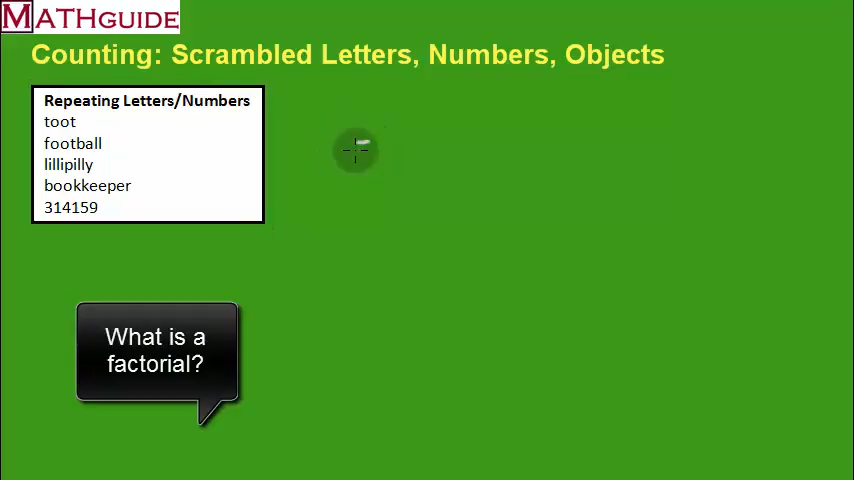 MATHGUIDE
Counting: Scrambled Letters, Numbers, Objects
Repeating Letters/Numbers
toot
football
lillipilly
bookkeeper
314159
What is a
factorial?